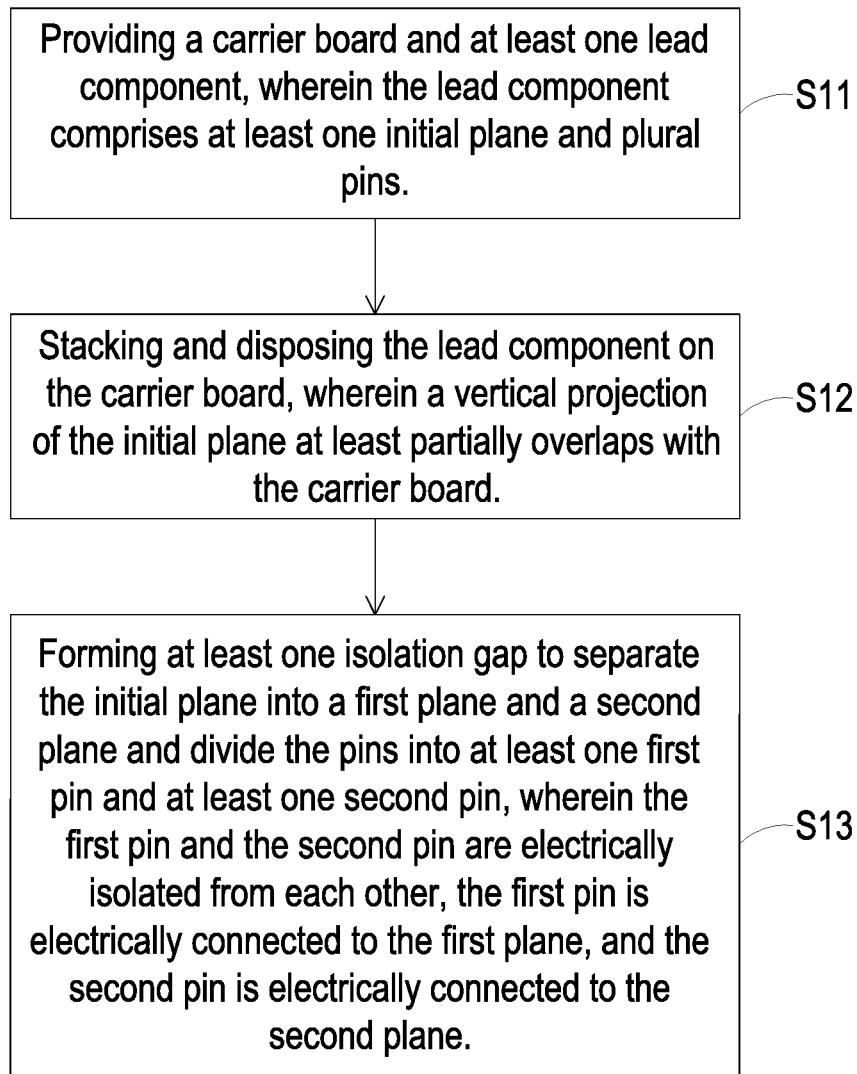 Providing a carrier board and at least one lead
component, wherein the lead component
comprises at least one initial plane and plural
pins.
S11
Stacking and disposing the lead component on
the carrier board, wherein a vertical projection
of the initial plane at least partially overlaps with
the carrier board.
S12
Forming at least one isolation gap to separate
the initial plane into a first plane and a second
plane and divide the pins into at least one first
pin and at least one second pin, wherein the
first pin and the second pin are electrically
isolated from each other, the first pin is
electrically connected to the first plane, and the
second pin is electrically connected to the
second plane.
S13